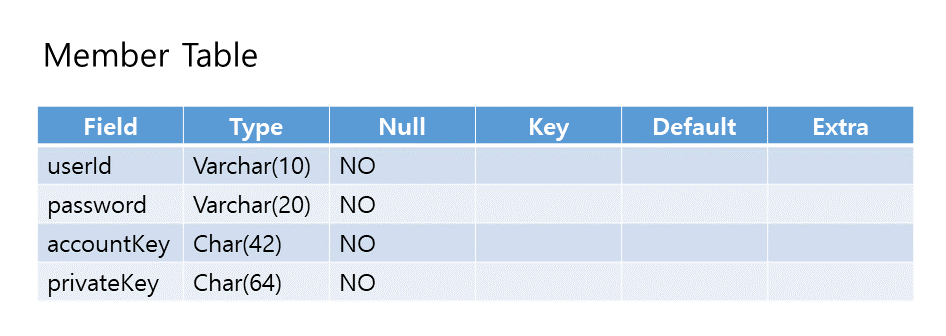 Member Table
Field Type Null Key Default Extra
userId Varchar(10) NO
password Varchar(20) NO
accountKey Char(42) NO
privateKey Char(64) NO